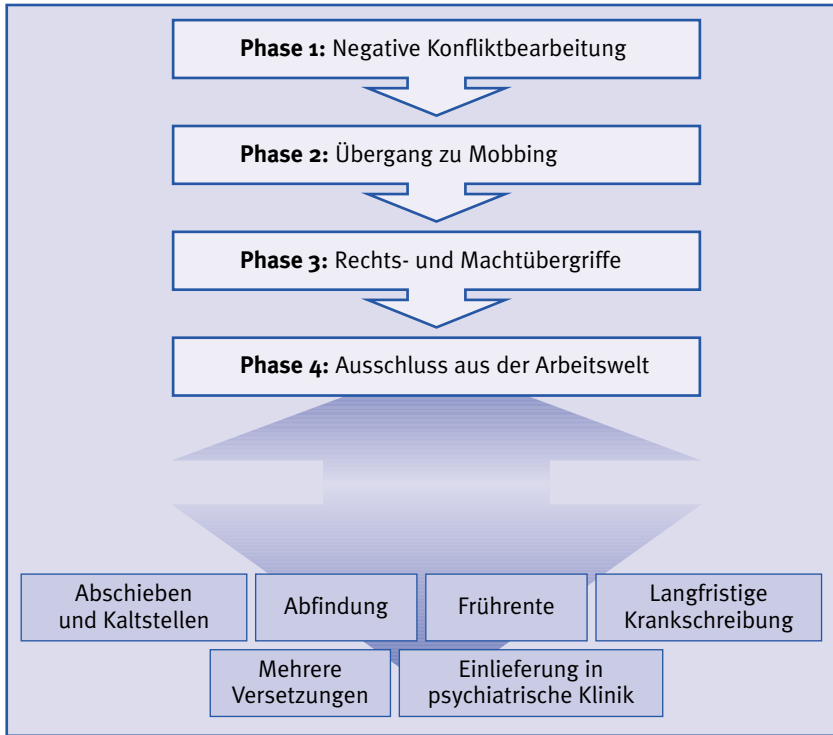 Phase 1: Negative Konfliktbearbeitung
Phase 2: Übergang zu Mobbing
Phase 3: Rechts- und Machtübergriffe
Phase 4: Ausschluss aus der Arbeitswelt
Abschieben
und Kaltstellen
Abfindung
Frührente
Langfristige
Krankschreibung
Mehrere
Versetzungen
Einlieferung in
psychiatrische Klinik